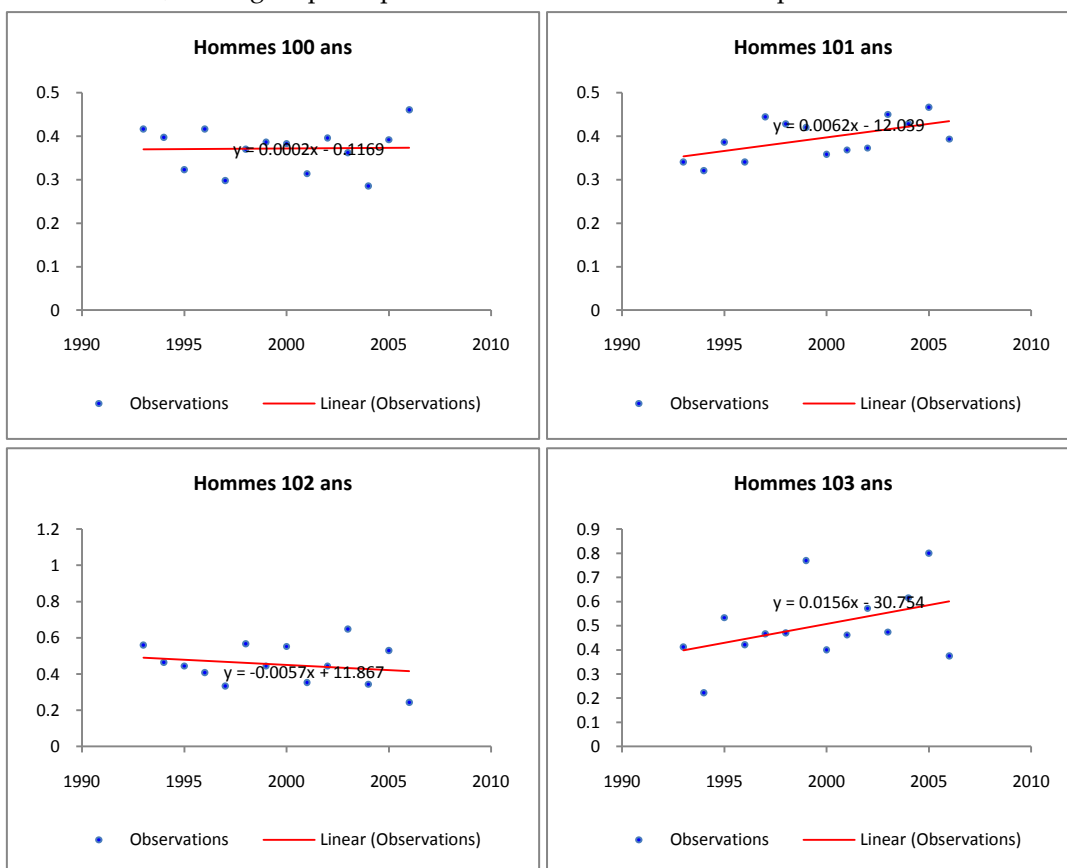 Hommes 100 ans
0.5
0.4
y = 0.0002x - 0.1169
0.3
0.2
0.1
0
1990 1995 2000 2005 2010
Observations Linear (Observations)
Hommes 101 ans
0.5
y = 0.0062x - 12.039
0.4
0.3
0.2
0.1
0
1990 1995 2000 2005 2010
Observations Linear (Observations)
Hommes 102 ans
1.2
1
0.8
0.6
0.4
y = -0.0057x + 11.867
0.2
0
1990 1995 2000 2005 2010
Observations Linear (Observations)
Hommes 103 ans
0.9
0.8
0.7
0.6
y = 0.0156x - 30.754
0.5
0.4
0.3
0.2
0.1
0
1990 1995 2000 2005 2010
Observations Linear (Observations)